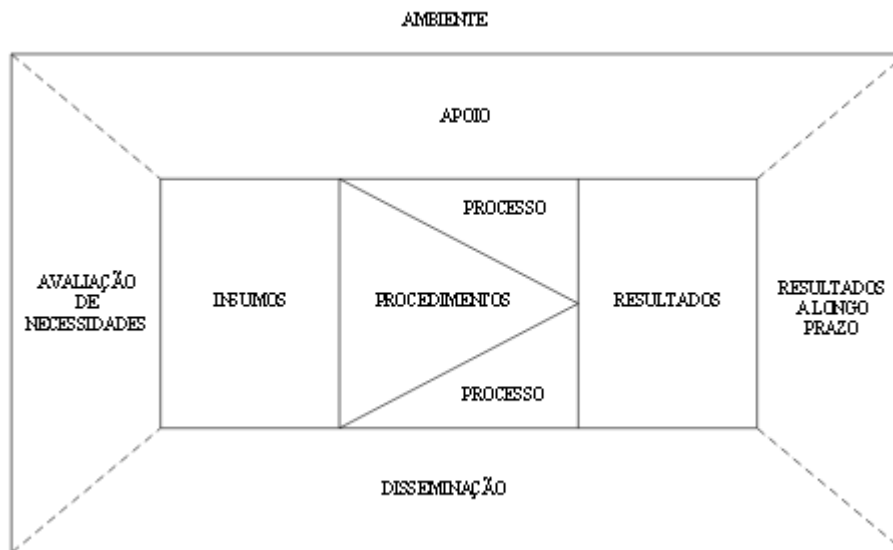 AMBIENTE
APOIO
PROCESSO
AVALIAÇÃO
DE
NECESSIDADES
INSUMOS
PROCEDIMENTOS
RESULTADOS
RESULTADOS
A LONGO
PRAZO
PROCESSO
DISSEMINAÇÃO